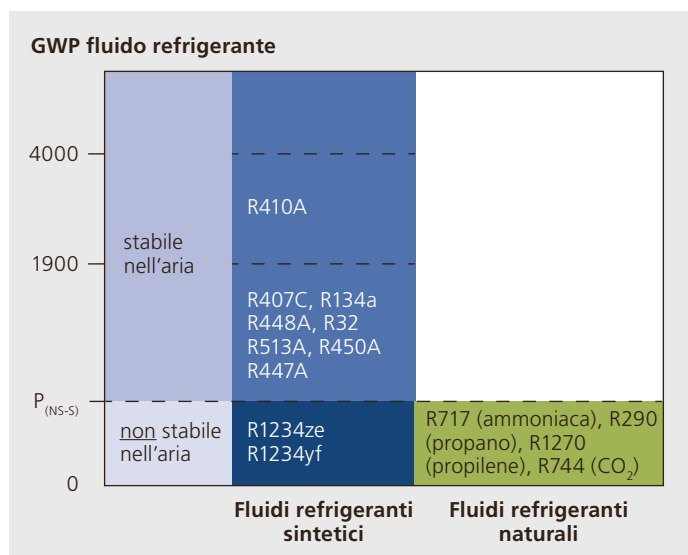 GWP fluido refrigerante
4000
R410A
stabile
nell'aria
1900
R407C, R134a
R448A, R32
R513A, R450A
R447A
P(NS-S)
non stabile
nell'aria
R1234ze
R1234yf
R717 (ammoniaca), R290
(propano), R1270
(propilene), R744 (CO₂)
0
Fluidi refrigeranti
sintetici
Fluidi refrigeranti
naturali